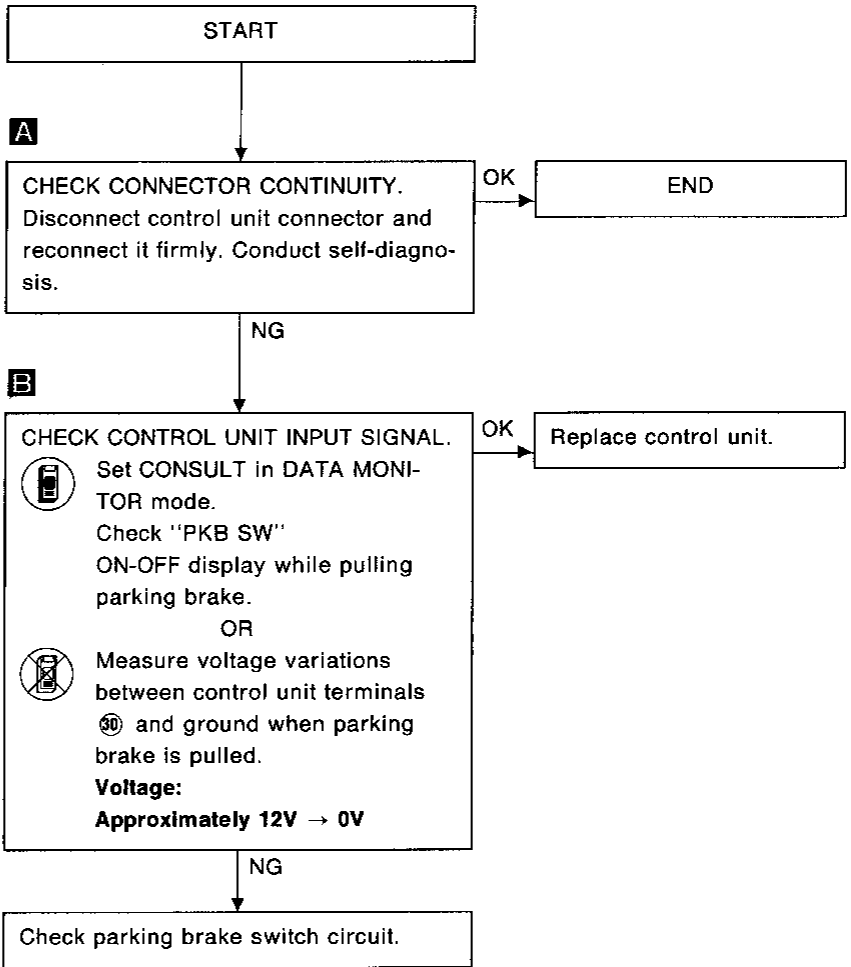 START
A
CHECK CONNECTOR CONTINUITY.
Disconnect control unit connector and
reconnect it firmly. Conduct self-diagno-
sis.
OK
END
NG
B
CHECK CONTROL UNIT INPUT SIGNAL.
Set CONSULT in DATA MONI-
TOR mode.
Check "PKB SW"
ON-OFF display while pulling
parking brake.
OR
Measure voltage variations
between control unit terminals
㉚ and ground when parking
brake is pulled.
Voltage:
Approximately 12V → 0V
OK
Replace control unit.
NG
Check parking brake switch circuit.